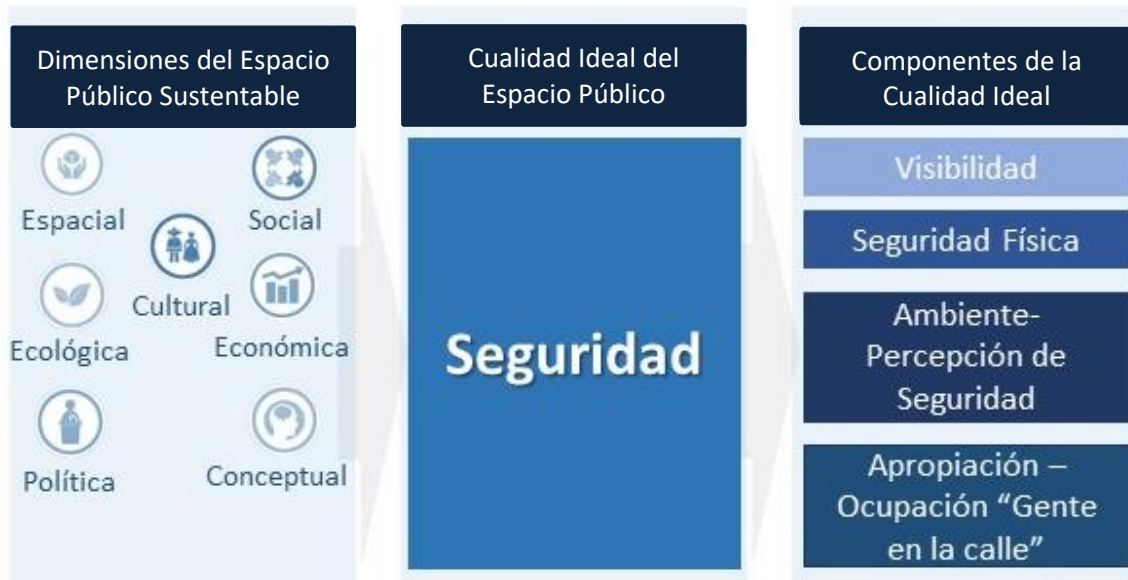 Dimensiones del Espacio
Público Sustentable
Espacial
Social
Cultural
Ecológica
Económica
Política
Conceptual
Cualidad Ideal del
Espacio Público
Seguridad
Componentes de la
Cualidad Ideal
Visibilidad
Seguridad Física
Ambiente-
Percepción de
Seguridad
Apropiación –
Ocupación “Gente
en la calle”